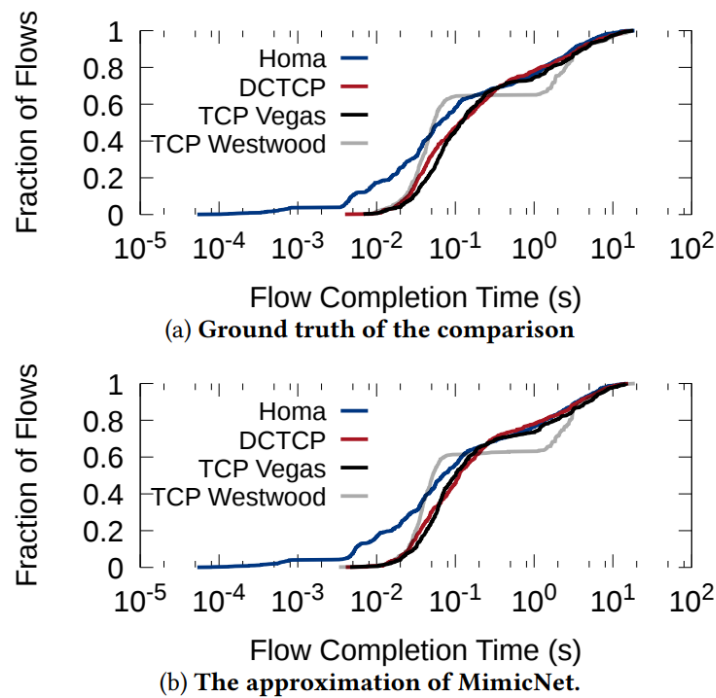 Fraction of Flows
1
0.8
0.6
0.4
0.2
0
Homa
DCTCP
TCP Vegas
TCP Westwood
10-5 10-4 10-3 10-2 10-1 100 101 102
Flow Completion Time (s)
(a) Ground truth of the comparison
Fraction of Flows
1
0.8
0.6
0.4
0.2
0
Homa
DCTCP
TCP Vegas
TCP Westwood
10-5 10-4 10-3 10-2 10-1 100 101 102
Flow Completion Time (s)
(b) The approximation of MimicNet.